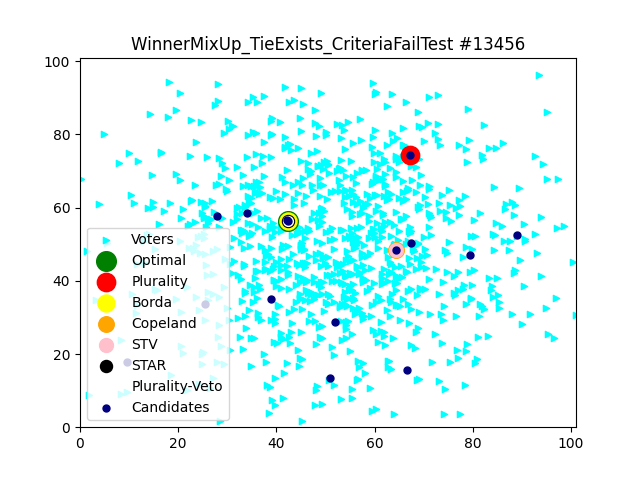 WinnerMixUp_TieExists_CriteriaFailTest #13456
100
80
60
40
20
0
0
20
40
60
80
100
Voters
Optimal
Plurality
Borda
Copeland
STV
STAR
Plurality-Veto
Candidates